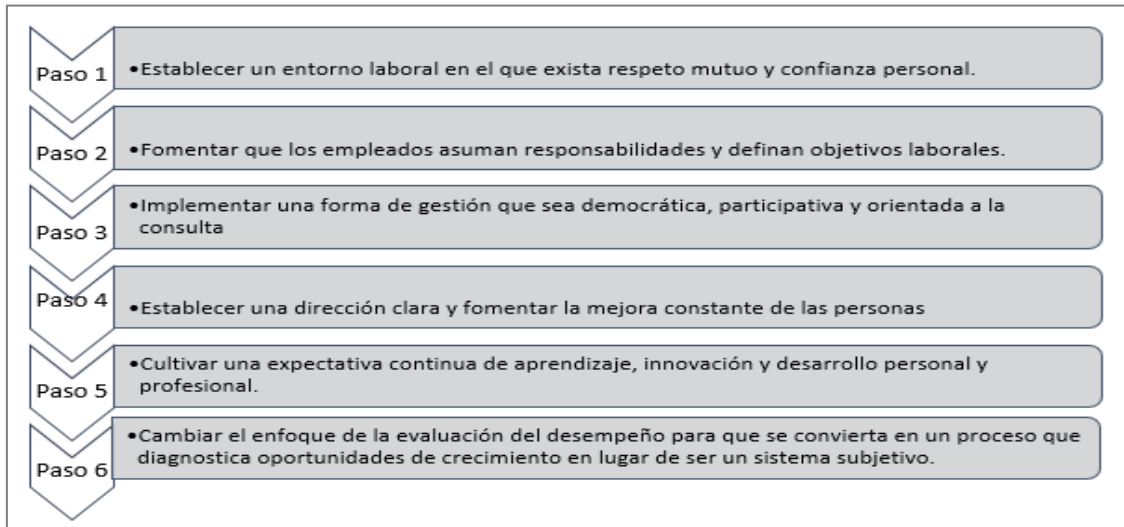 Paso 1
•Establecer un entorno laboral en el que exista respeto mutuo y confianza personal.
Paso 2
•Fomentar que los empleados asuman responsabilidades y definan objetivos laborales.
Paso 3
•Implementar una forma de gestión que sea democrática, participativa y orientada a la
consulta
Paso 4
•Establecer una dirección clara y fomentar la mejora constante de las personas
Paso 5
•Cultivar una expectativa continua de aprendizaje, innovación y desarrollo personal y
profesional.
Paso 6
•Cambiar el enfoque de la evaluación del desempeño para que se convierta en un proceso que
diagnostica oportunidades de crecimiento en lugar de ser un sistema subjetivo.